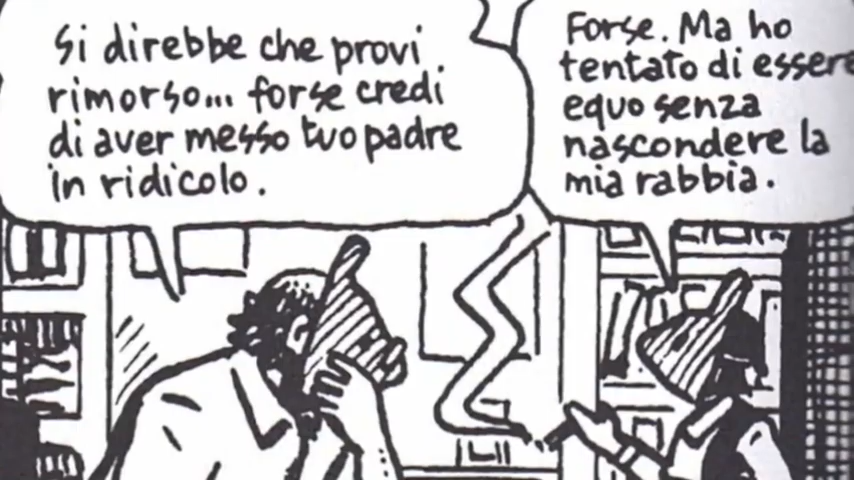 Si direbbe che provi
rimorso... forse credi
di aver messo tuo padre
in ridicolo.
Forse. Ma ho
tentato di essere
equo senza
nascondere la
mia rabbia.